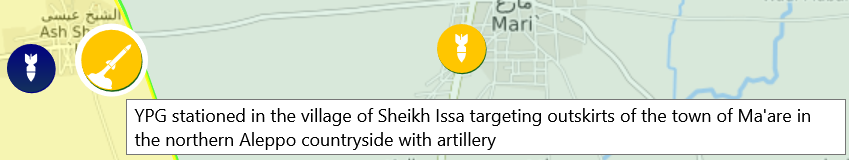 الشيخ عيسى
Ash Sh
مارع
Mari`
YPG stationed in the village of Sheikh Issa targeting outskirts of the town of Ma'are in
the northern Aleppo countryside with artillery